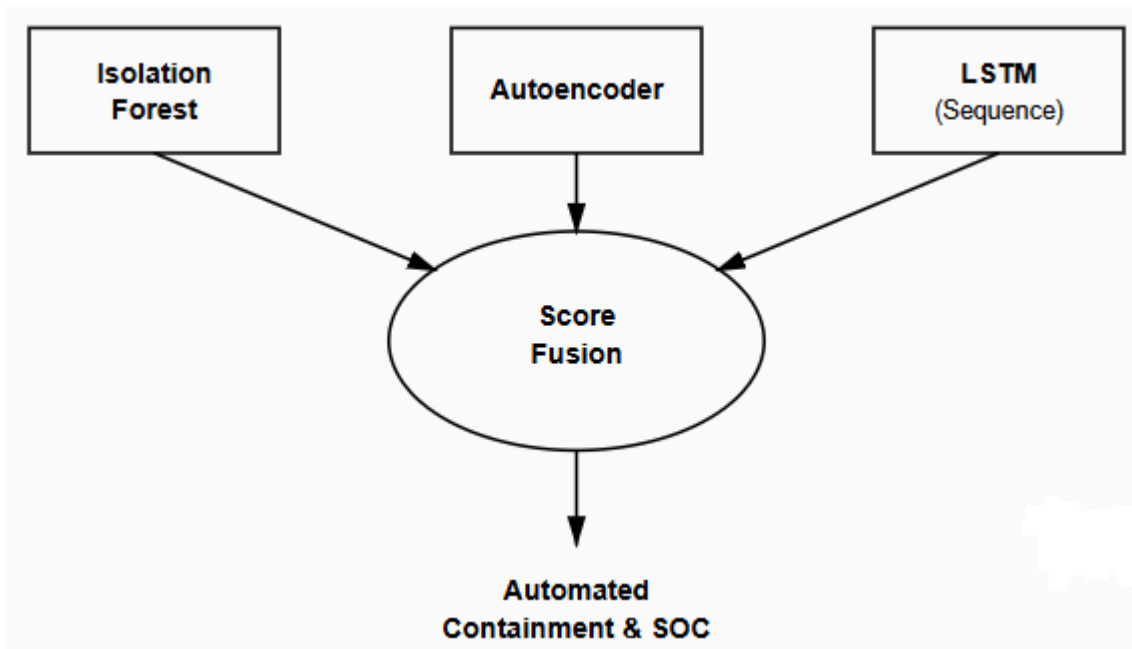 Isolation
Forest
Autoencoder
LSTM
(Sequence)
Score
Fusion
Automated
Containment & SOC